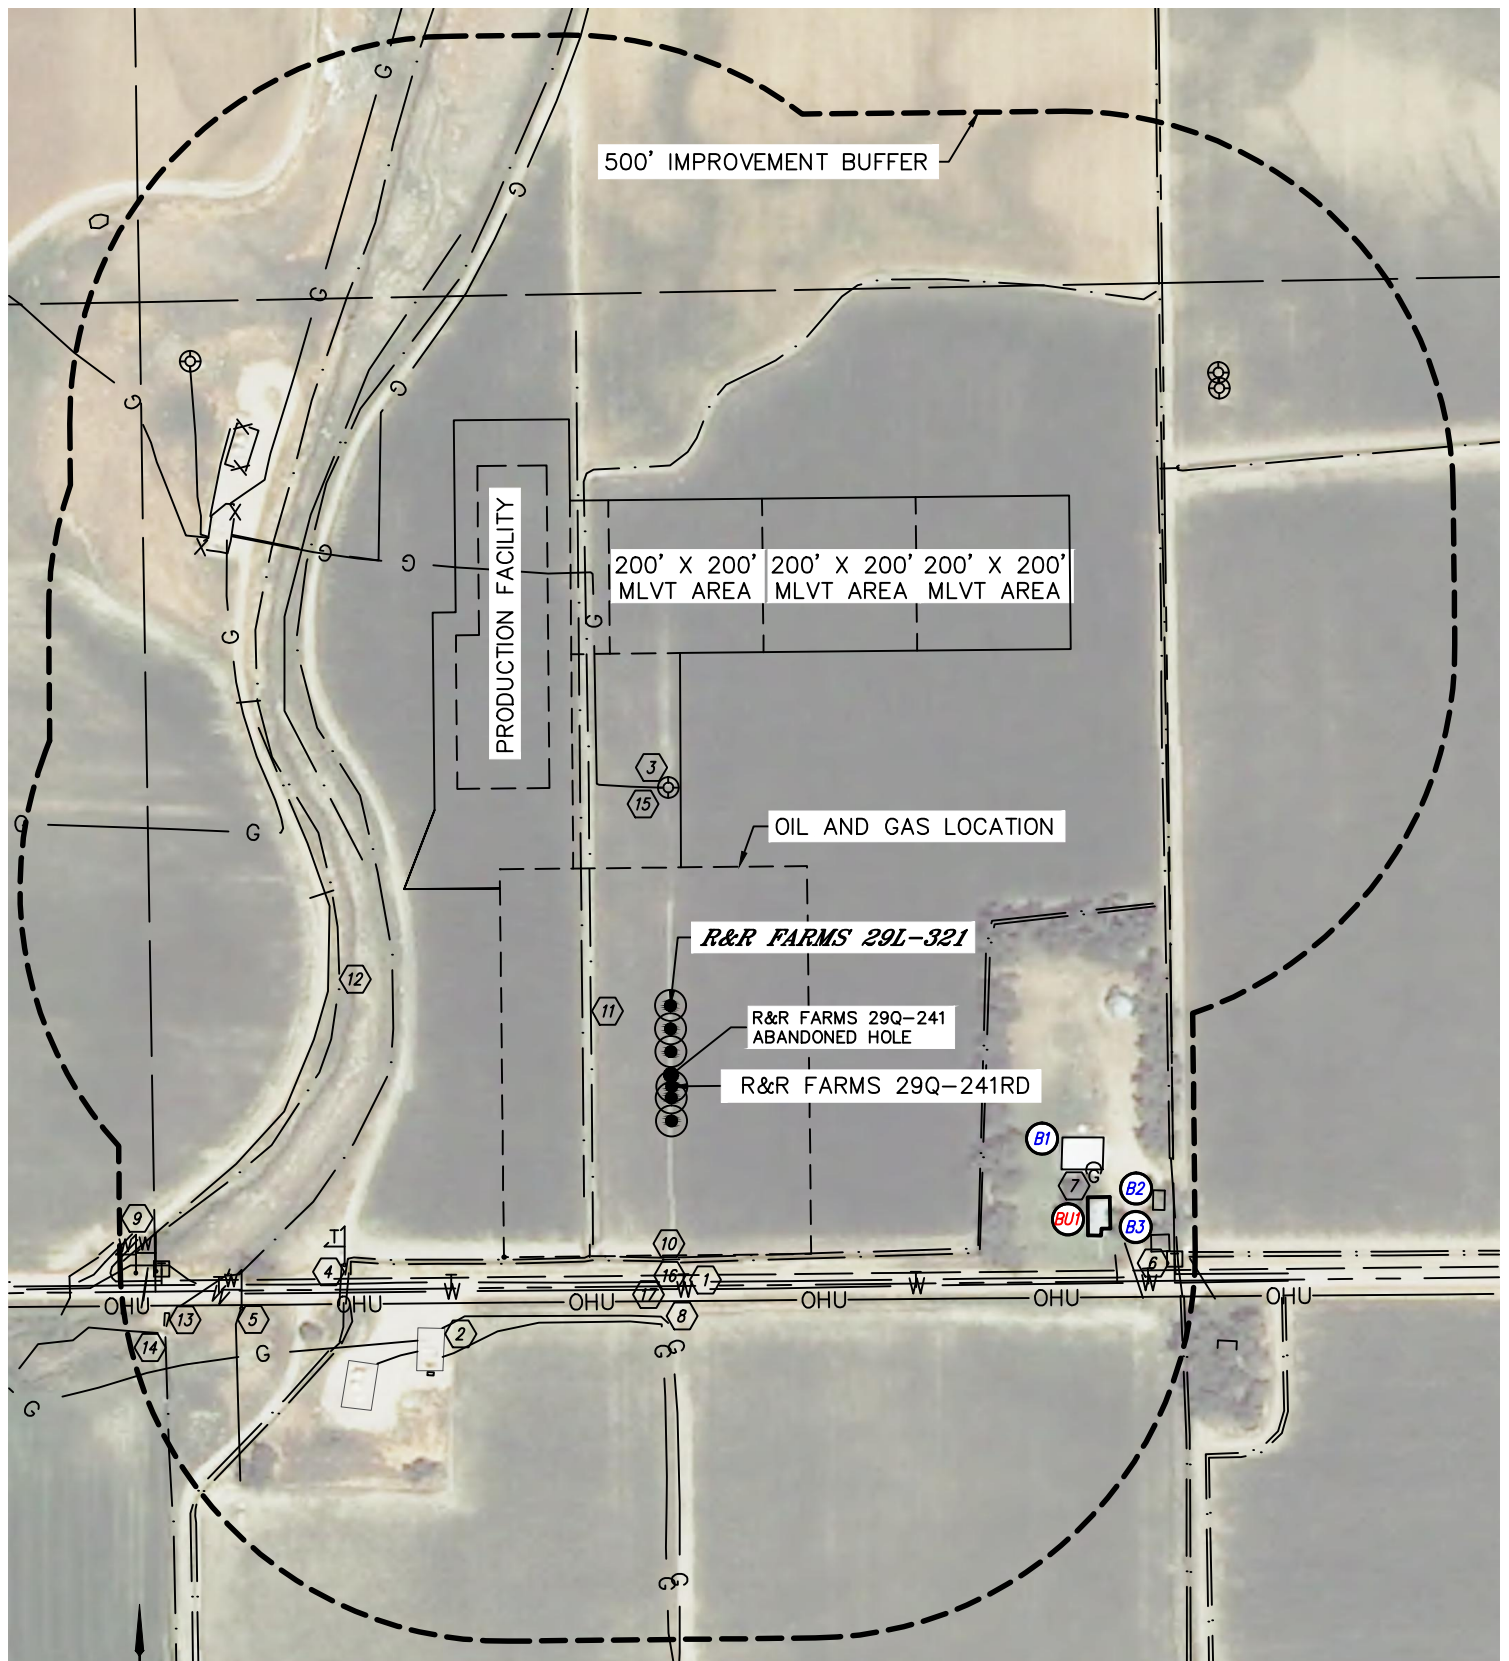 G
500' IMPROVEMENT BUFFER
G
G
G
G
X
X
X
X
G
G
G
G
PRODUCTION FACILITY
200' X 200'
MLVT AREA
200' X 200'
MLVT AREA
200' X 200'
MLVT AREA
3
15
G
G
OIL AND GAS LOCATION
R&R FARMS 29L-321
12
11
R&R FARMS 29Q-241
ABANDONED HOLE
R&R FARMS 29Q-241RD
B1
G
7
B2
BU1
B3
9
W
W
T
10
4
16
1
6
W
T
W
W
W
17
OHU
OHU
OHU
OHU
OHU
OHU
13
5
8
2
14
G
G
G
G
G
G